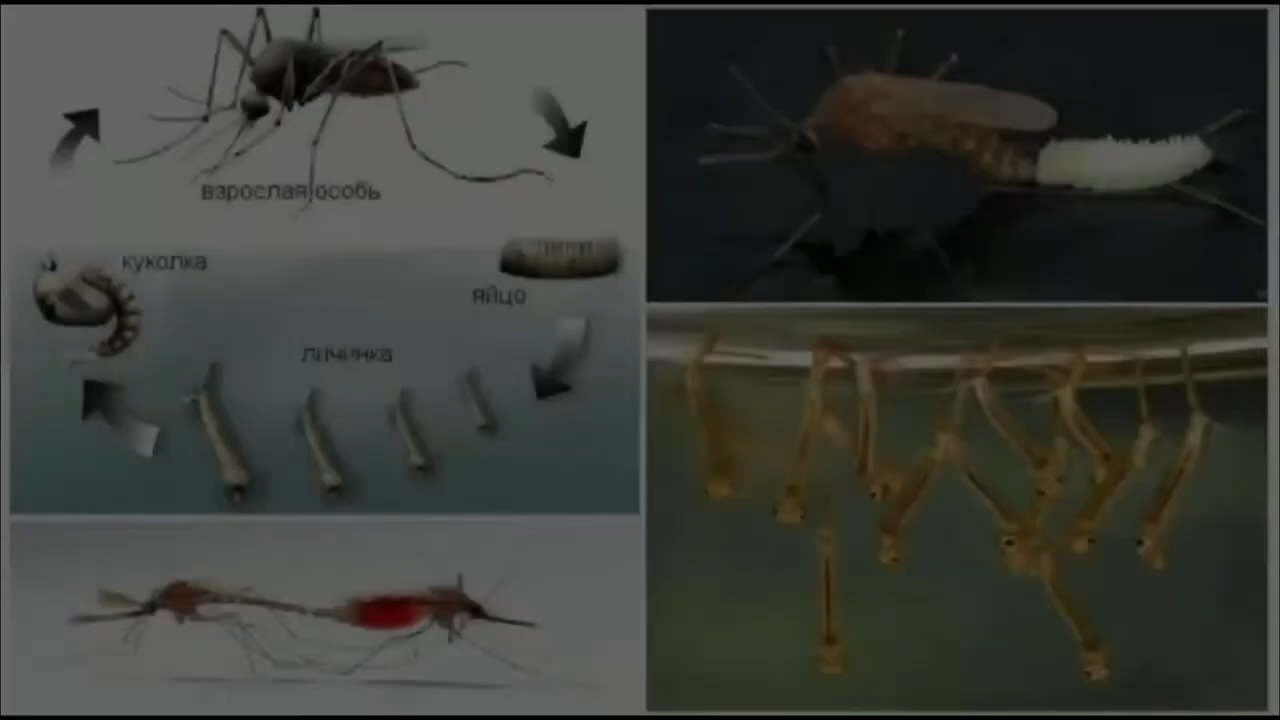 взрослая особь
куколка
яйцо
личинка